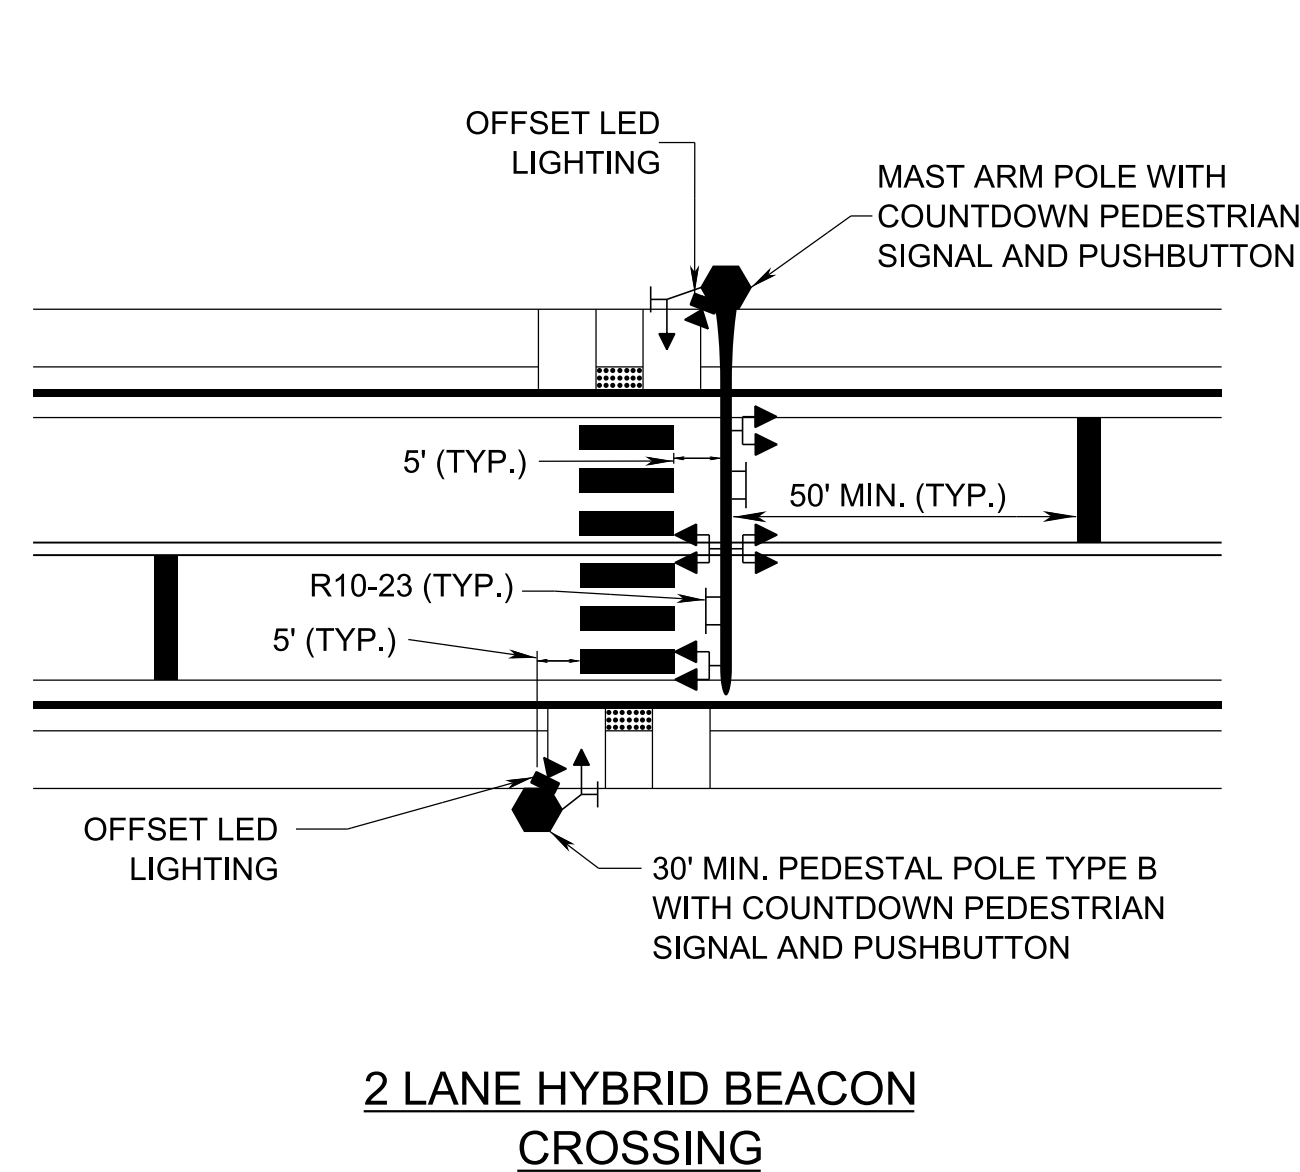 OFFSET LED
LIGHTING
MAST ARM POLE WITH
COUNTDOWN PEDESTRIAN
SIGNAL AND PUSHBUTTON
5' (TYP.)
50' MIN. (TYP.)
R10-23 (TYP.)
5' (TYP.)
OFFSET LED
LIGHTING
30' MIN. PEDESTAL POLE TYPE B
WITH COUNTDOWN PEDESTRIAN
SIGNAL AND PUSHBUTTON
2 LANE HYBRID BEACON
CROSSING